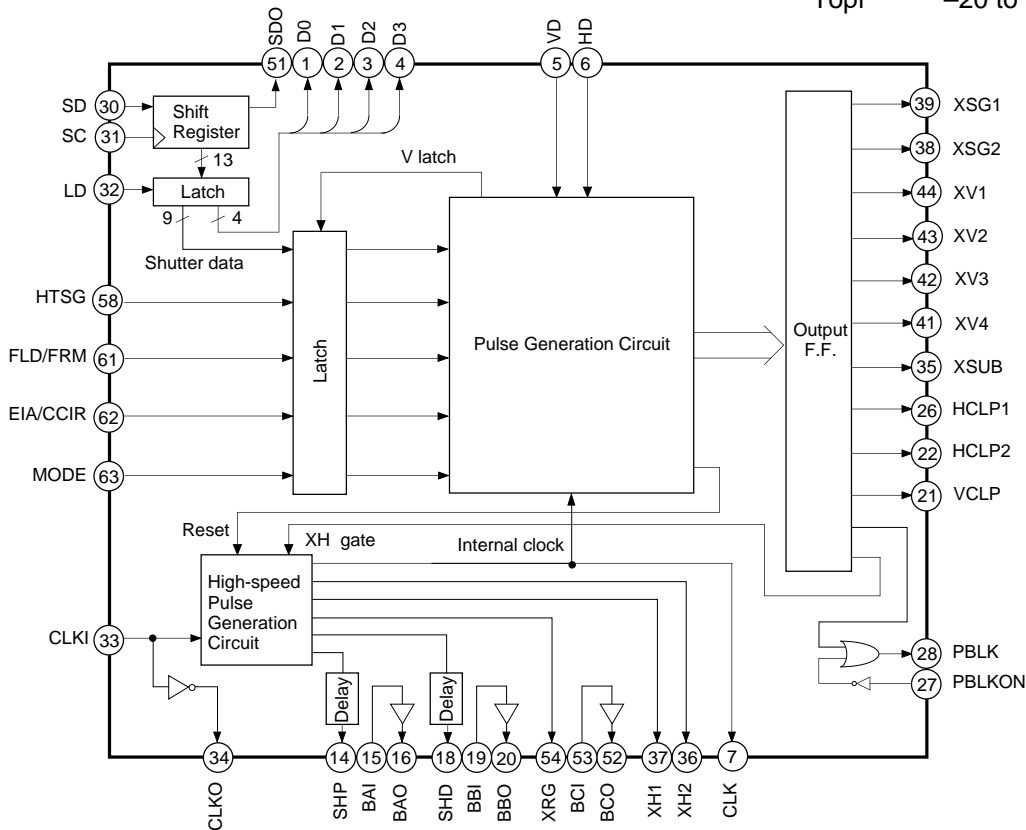 Topr –20 to
SDO D0 D1 D2 D3 VD HD
51 1 2 3 4 5 6
SD 30
SC 31
LD 32
Shift
Register
13
Latch
9 4
Shutter data
V latch
HTSG 58
FLD/FRM 61
EIA/CCIR 62
MODE 63
Latch
Pulse Generation Circuit
Output
F.F.
39 XSG1
38 XSG2
44 XV1
43 XV2
42 XV3
41 XV4
35 XSUB
26 HCLP1
22 HCLP2
21 VCLP
Reset
XH gate
Internal clock
High-speed
Pulse
Generation
Circuit
CLKI 33
28 PBLK
27 PBLKON
Delay Delay
34 14 15 16 18 19 20 54 53 52 37 36 7
CLKO SHP BAI BAO SHD BBI BBO XRG BCI BCO XH1 XH2 CLK